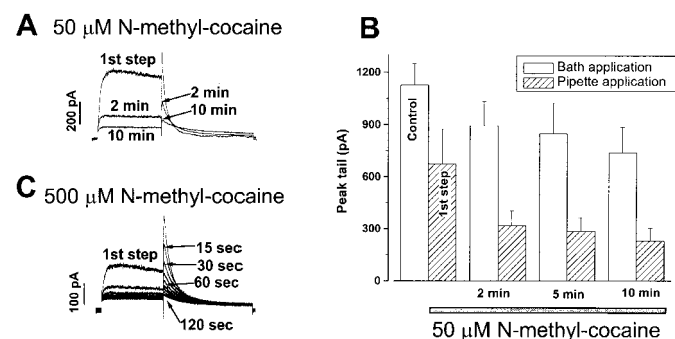 A 50 μM N-methyl-cocaine
1st step
2 min
10 min
2 min
10 min
200 pA
C 500 μM N-methyl-cocaine
1st step
15 sec
30 sec
60 sec
120 sec
100 pA
B
Bath application
Pipette application
Peak tail (pA)
1200
900
600
300
0
Control
1st step
2 min
5 min
10 min
50 μM N-methyl-cocaine